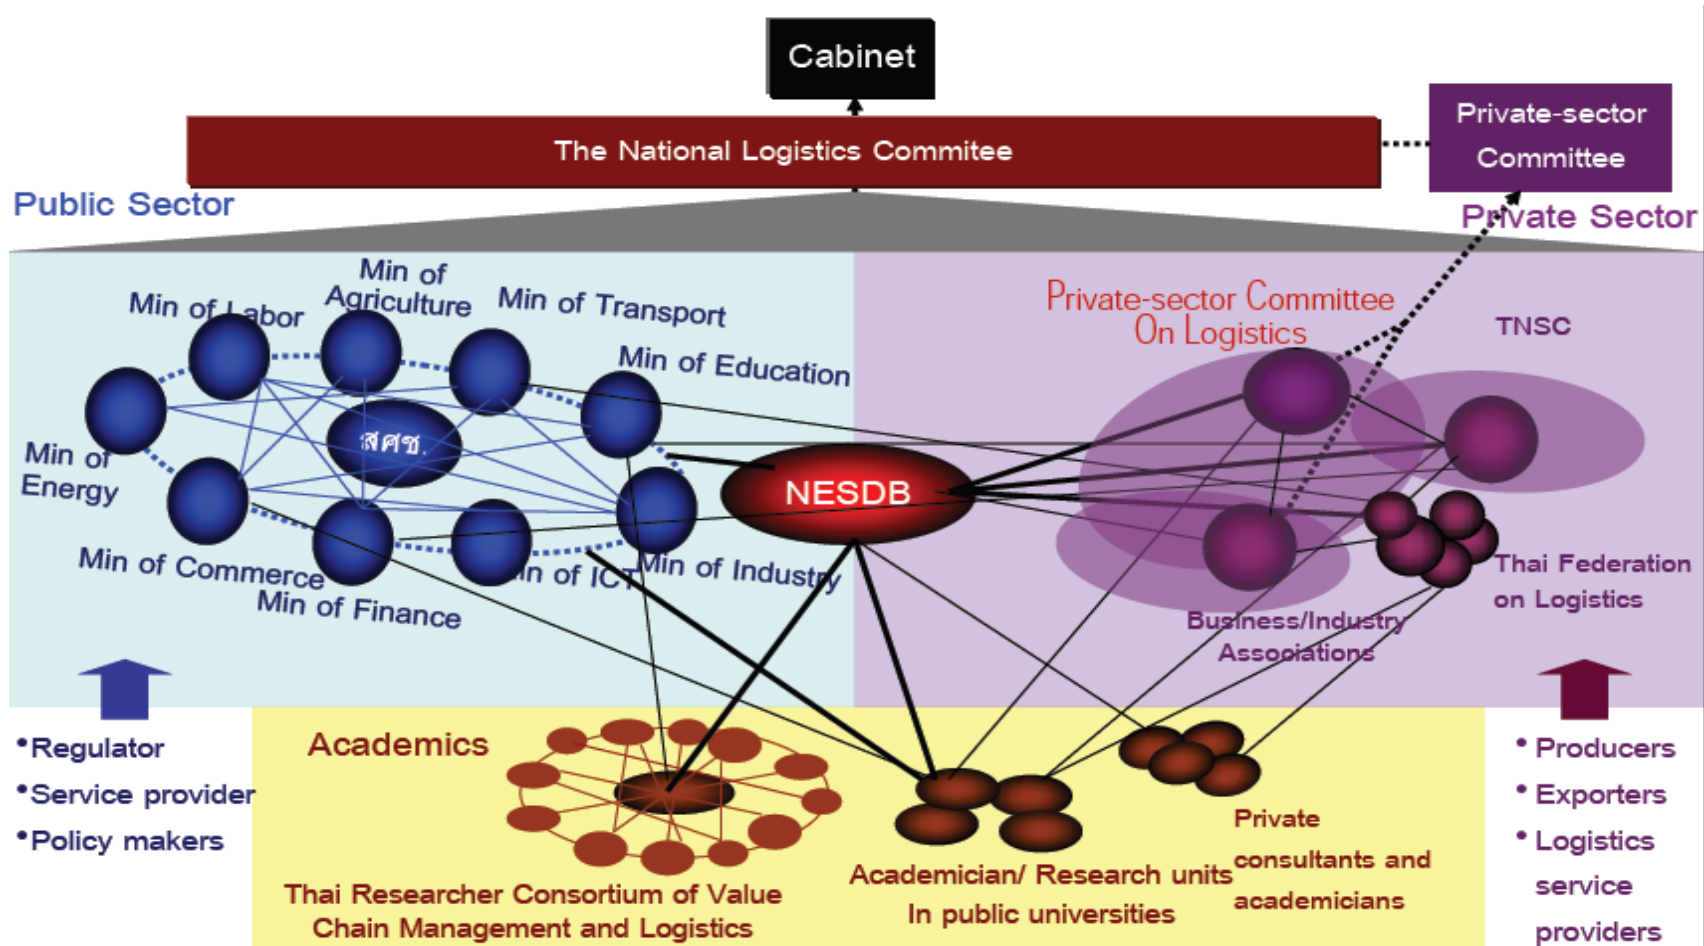 Cabinet
The National Logistics Commitee
Private-sector
Committee
Public Sector
Private Sector
Min of
Agriculture
Min of Labor
Min of Transport
Min of Education
Min of
Energy
สศช.
Min of Commerce
Min of Finance
Min of ICT
Min of Industry
NESDB
Private-sector Committee
On Logistics
TNSC
Thai Federation
on Logistics
Business/Industry
Associations
•Regulator
•Service provider
•Policy makers
Academics
Thai Researcher Consortium of Value
Chain Management and Logistics
Academician/ Research units
In public universities
Private
consultants and
academicians
• Producers
• Exporters
• Logistics
service
providers